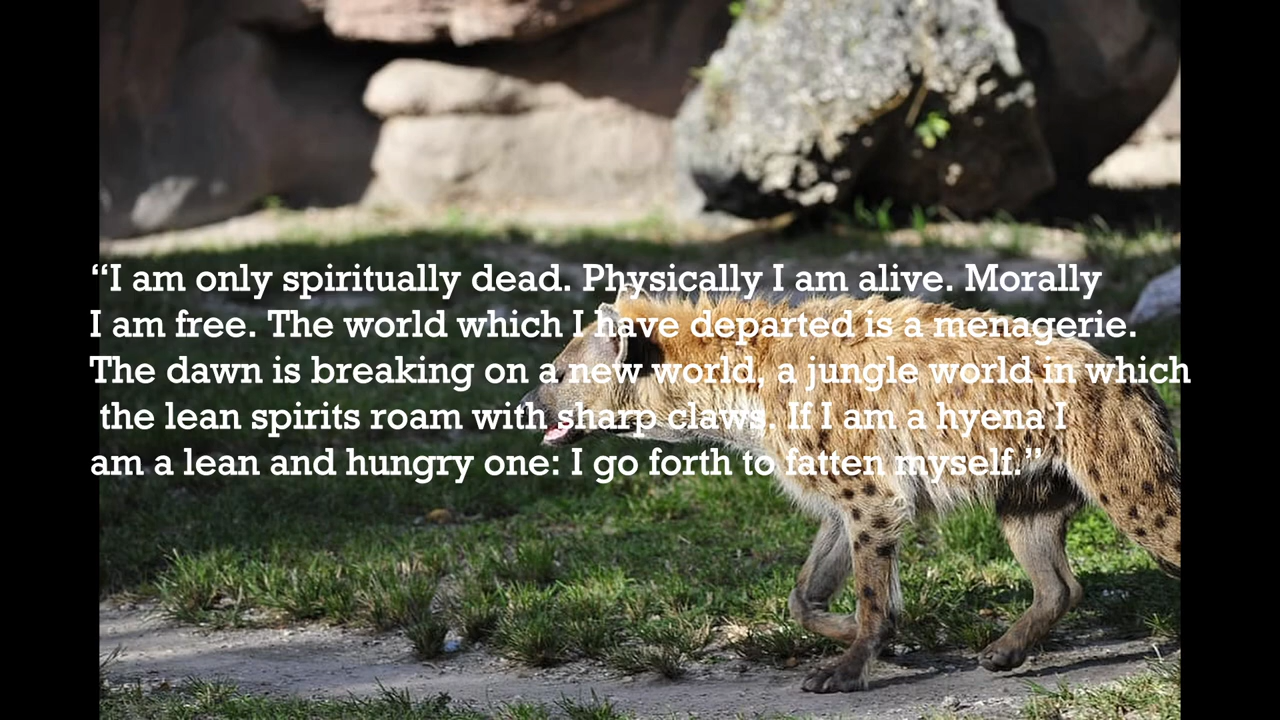 “I am only spiritually dead. Physically I am alive. Morally
I am free. The world which I have departed is a menagerie.
The dawn is breaking on a new world, a jungle world in which
the lean spirits roam with sharp claws. If I am a hyena I
am a lean and hungry one: I go forth to fatten myself.”